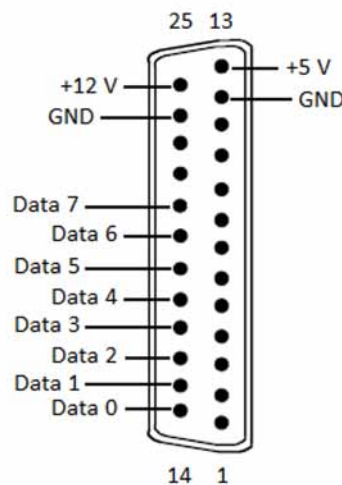 25 13
+12 V
+5 V
GND
GND
Data 7
Data 6
Data 5
Data 4
Data 3
Data 2
Data 1
Data 0
14 1